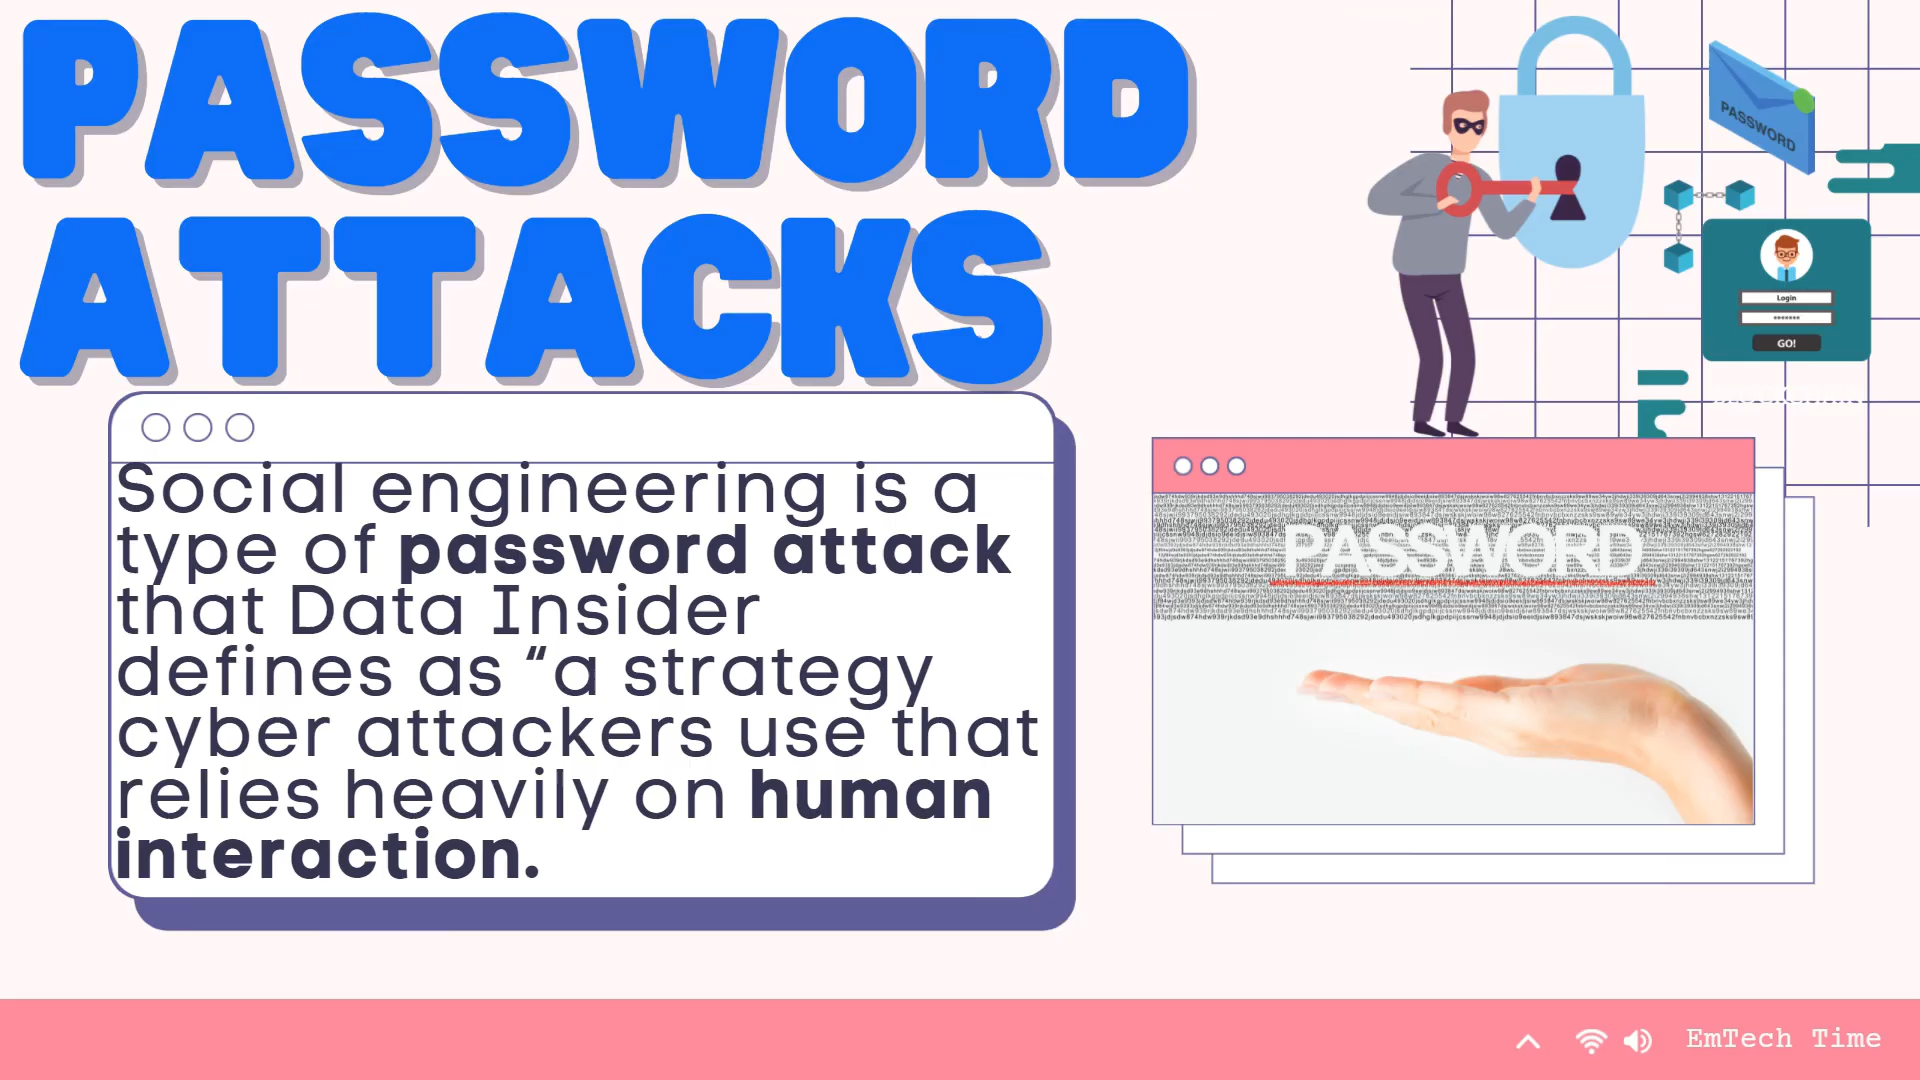 PASSWORD
ATTACKS
PASSWORD
Login
GO!
Social engineering is a
type of password attack
that Data Insider
defines as “a strategy
cyber attackers use that
relies heavily on human
interaction.
PASSWORD
EmTech Time